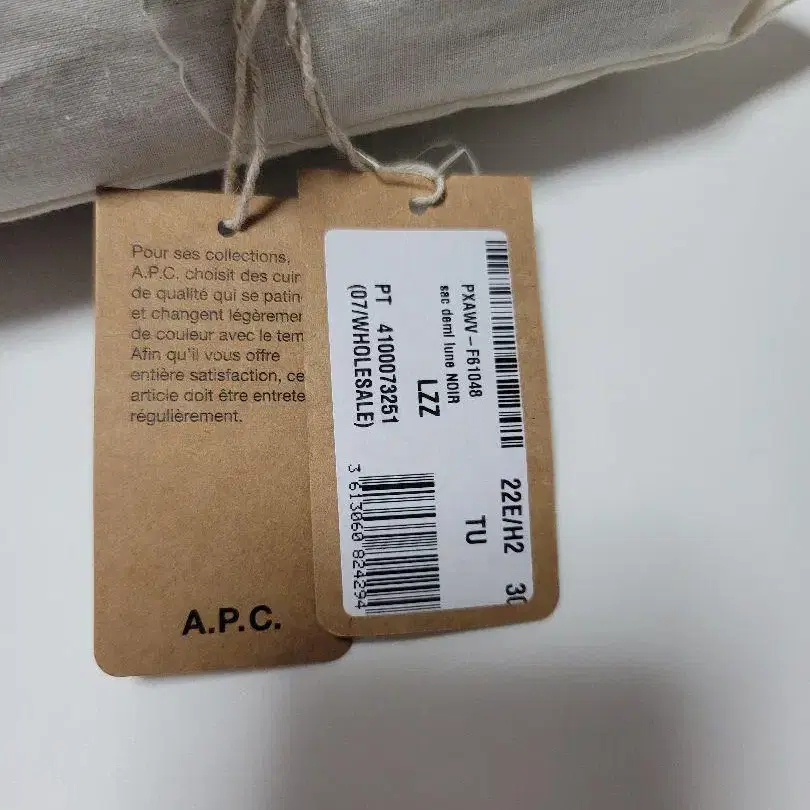 Pour ses collections,
A.P.C. choisit des cuir
de qualité qui se patin
et changent légèremer
de couleur avec le tem
Afin qu'il vous offre
entière satisfaction, ce
article doit être entrete
régulièrement.
A.P.C.
PXAWV-F61048
sac demi lune NOIR
LZZ
PT 4100073251
(07/WHOLESALE)
22E/H2 30
TU
3 613060 824294